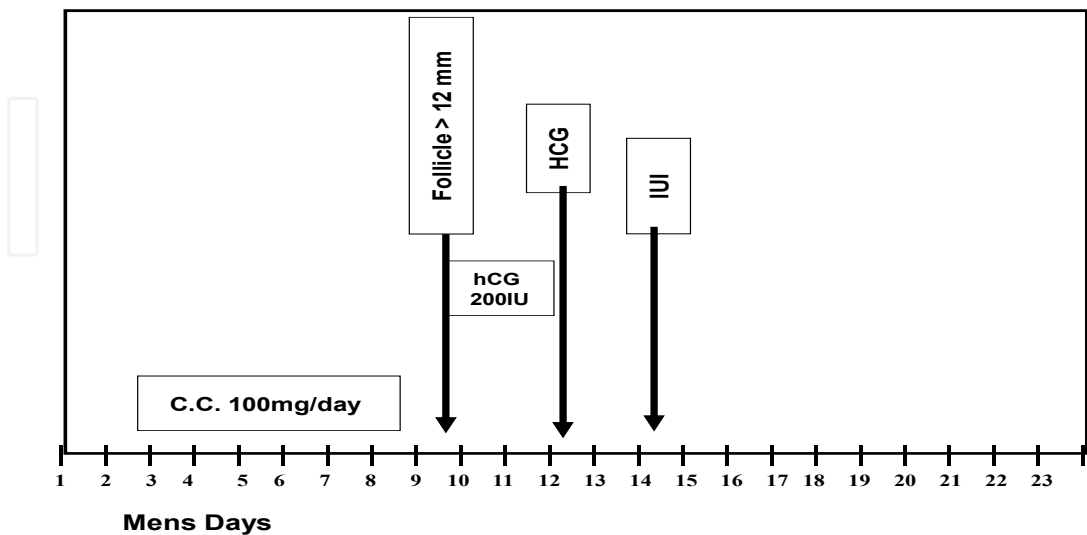 Follicle > 12 mm
HCG
IUI
hCG
200IU
C.C. 100mg/day
1 2 3 4 5 6 7 8 9 10 11 12 13 14 15 16 17 18 19 20 21 22 23
Mens Days